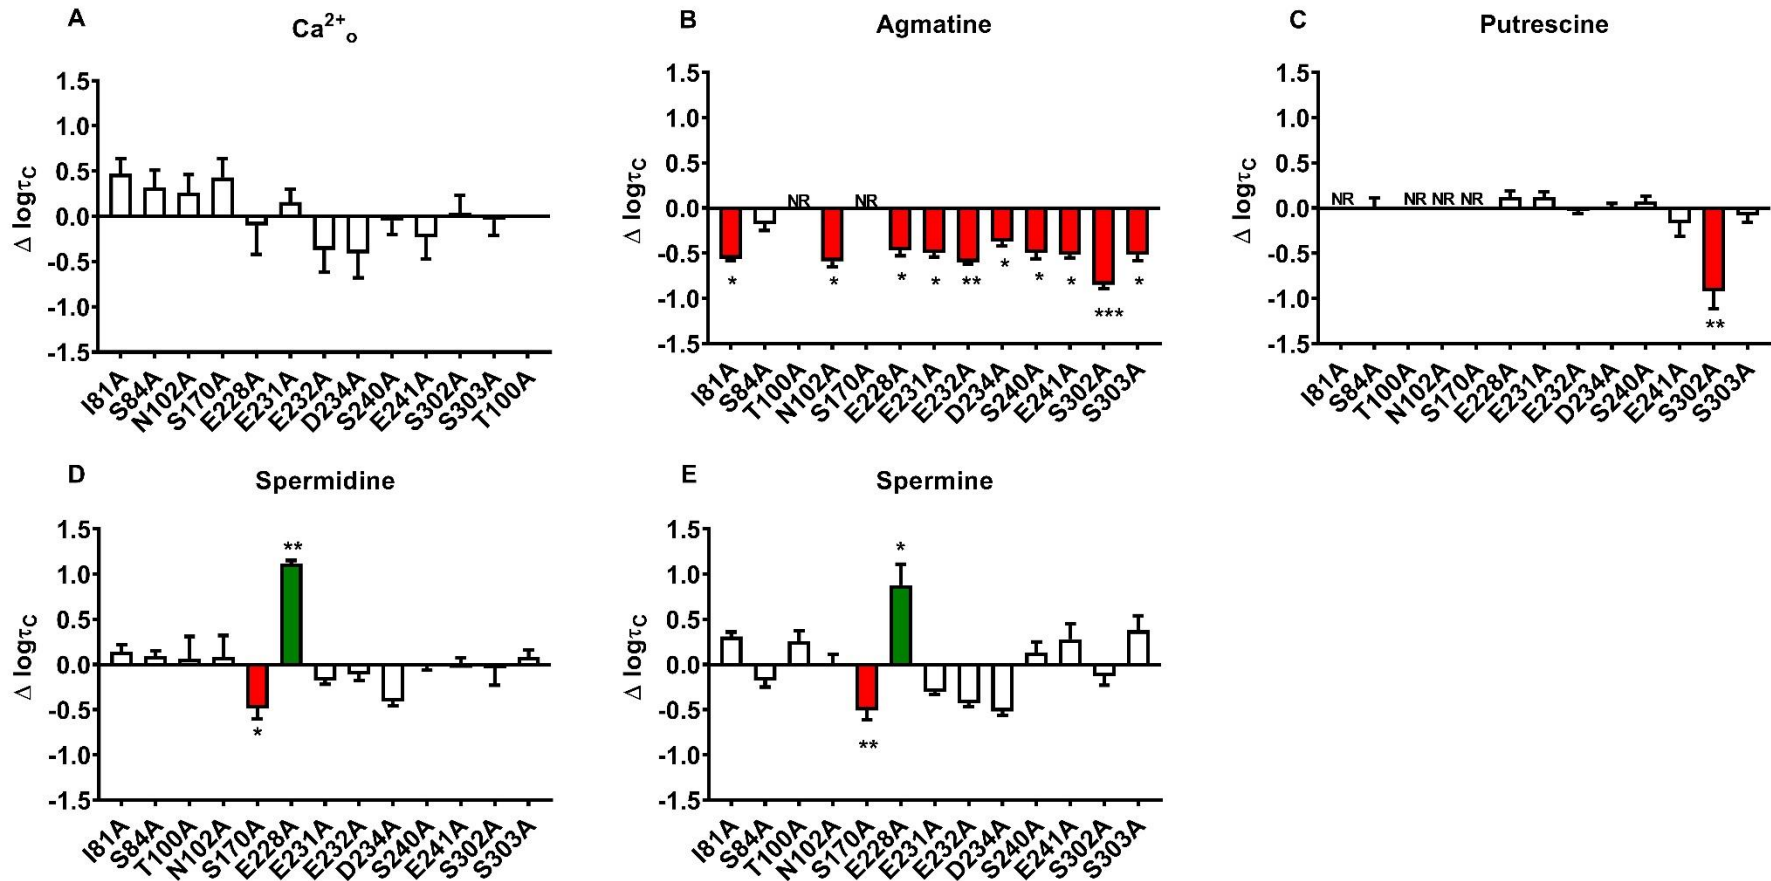 A
Ca2+o
Δ logτC
1.5
1.0
0.5
0.0
-0.5
-1.0
-1.5
I81A
S84A
N102A
S170A
E228A
E231A
E232A
D234A
S240A
E241A
S302A
S303A
T100A
B
Agmatine
Δ logτC
1.5
1.0
0.5
0.0
-0.5
-1.0
-1.5
NR
NR
*
*
*
*
**
*
*
*
***
*
I81A
S84A
T100A
N102A
S170A
E228A
E231A
E232A
D234A
S240A
E241A
S302A
S303A
C
Putrescine
Δ logτC
1.5
1.0
0.5
0.0
-0.5
-1.0
-1.5
NR
NR
NR
NR
**
I81A
S84A
T100A
N102A
S170A
E228A
E231A
E232A
D234A
S240A
E241A
S302A
S303A
D
Spermidine
Δ logτC
1.5
1.0
0.5
0.0
-0.5
-1.0
-1.5
*
**
I81A
S84A
T100A
N102A
S170A
E228A
E231A
E232A
D234A
S240A
E241A
S302A
S303A
E
Spermine
Δ logτC
1.5
1.0
0.5
0.0
-0.5
-1.0
-1.5
**
*
I81A
S84A
T100A
N102A
S170A
E228A
E231A
E232A
D234A
S240A
E241A
S302A
S303A